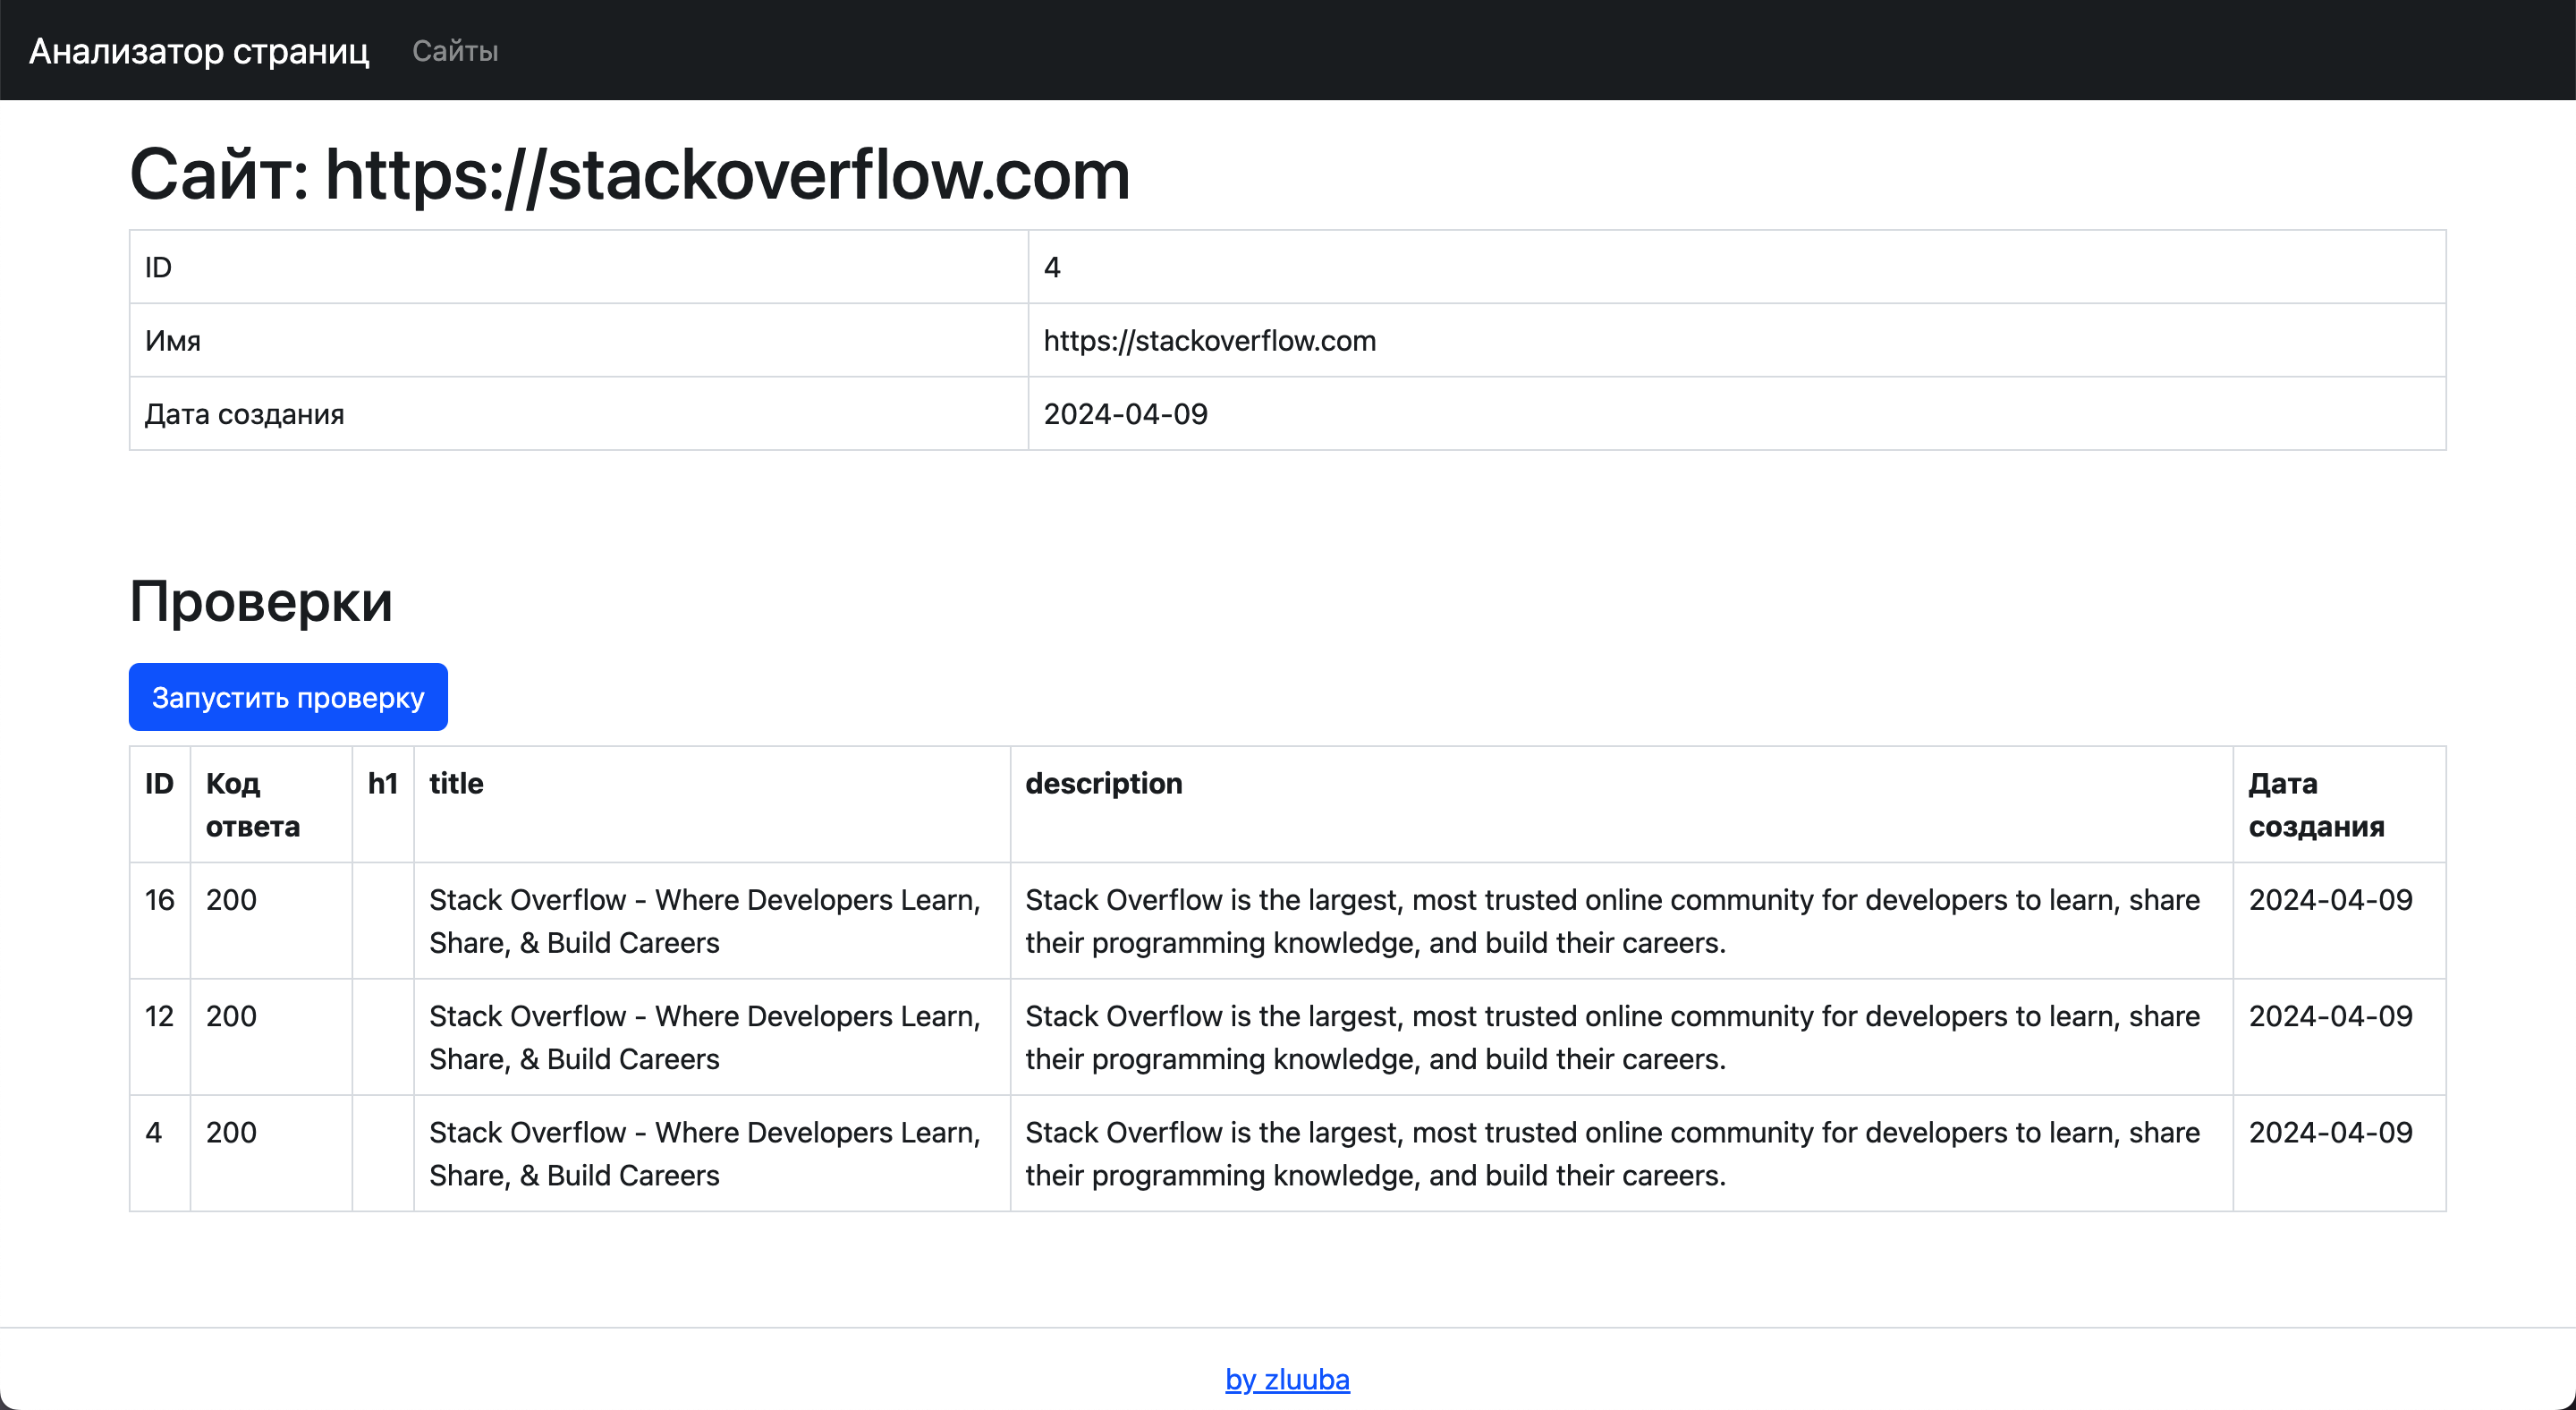 Анализатор страниц Сайты
Сайт: https://stackoverflow.com
ID 4
Имя https://stackoverflow.com
Дата создания 2024-04-09
Проверки
Запустить проверку
ID Код ответа h1 title description Дата создания
16 200 Stack Overflow - Where Developers Learn, Share, & Build Careers Stack Overflow is the largest, most trusted online community for developers to learn, share their programming knowledge, and build their careers. 2024-04-09
12 200 Stack Overflow - Where Developers Learn, Share, & Build Careers Stack Overflow is the largest, most trusted online community for developers to learn, share their programming knowledge, and build their careers. 2024-04-09
4 200 Stack Overflow - Where Developers Learn, Share, & Build Careers Stack Overflow is the largest, most trusted online community for developers to learn, share their programming knowledge, and build their careers. 2024-04-09
by zluuba